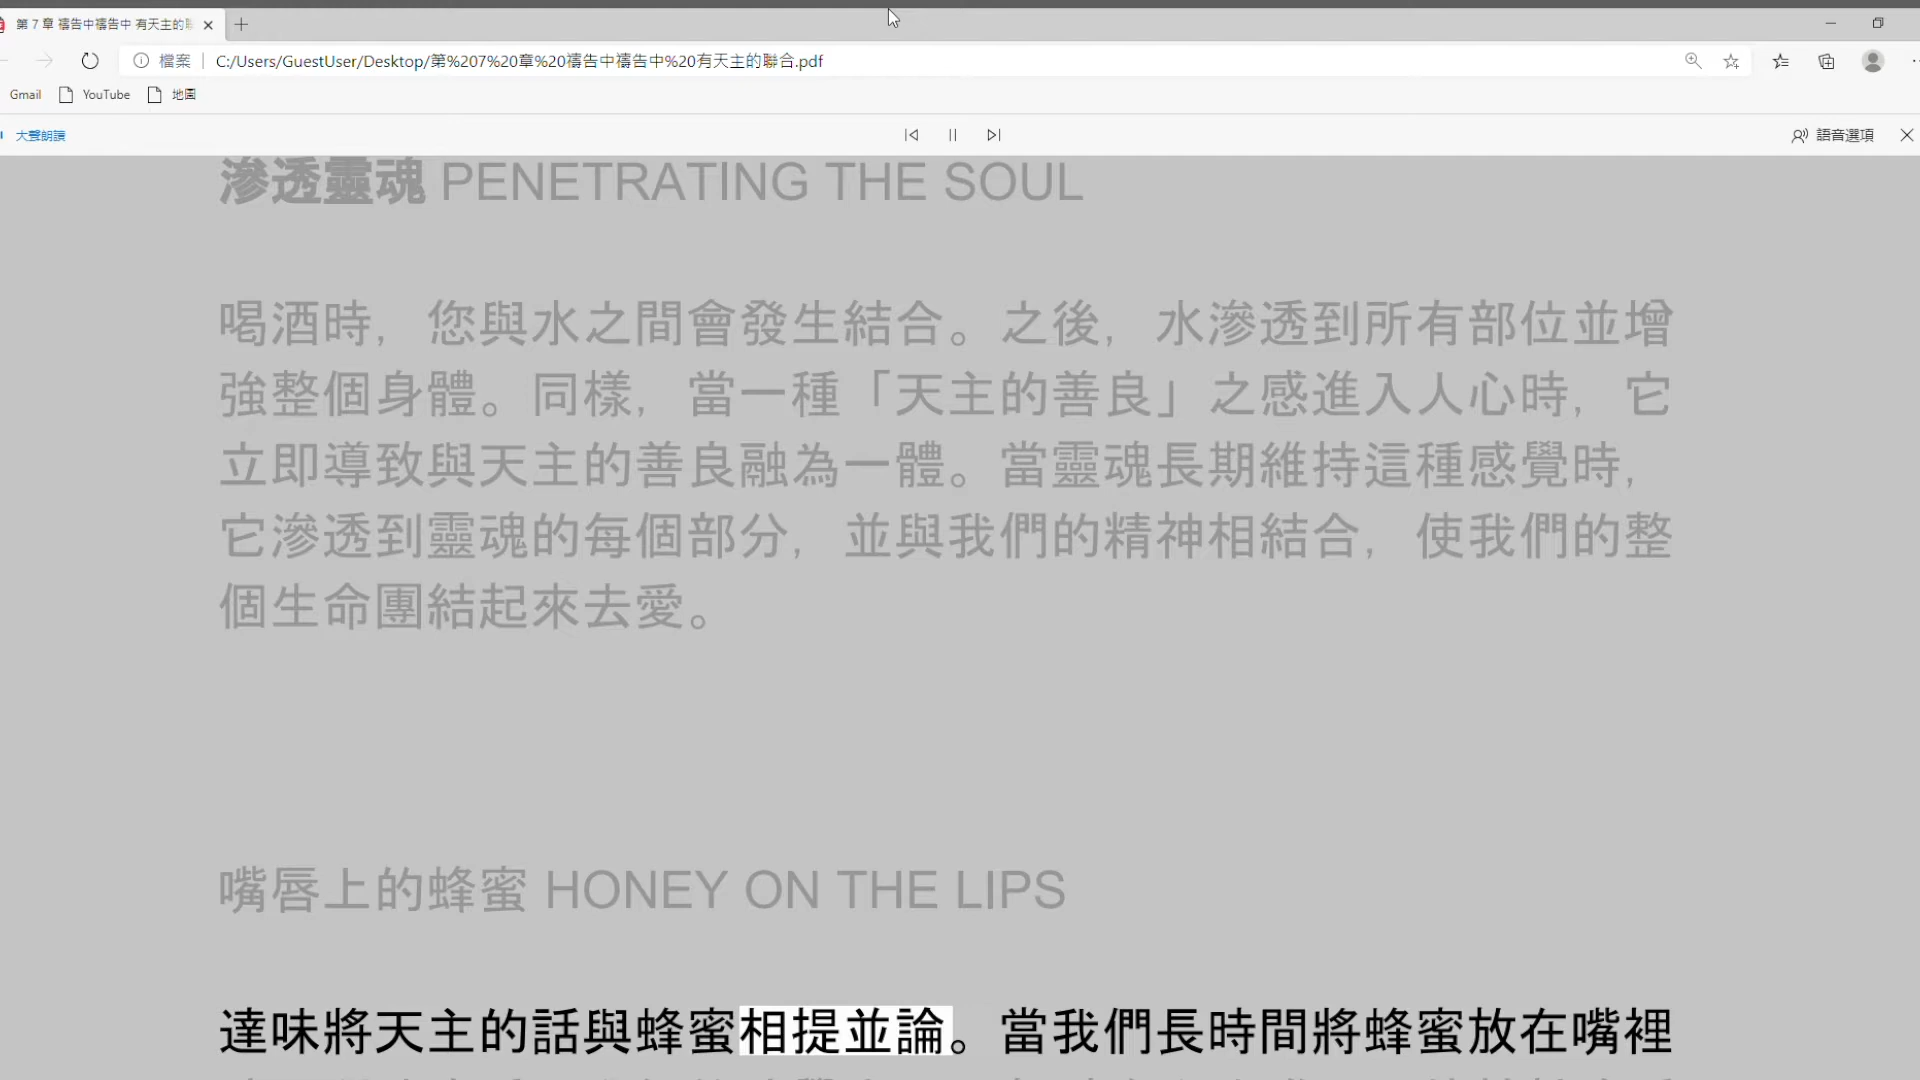 第 7 章 禱告中禱告中 有天主的
檔案 C:/Users/GuestUser/Desktop/第%207%20章%20禱告中禱告中%20有天主的聯合.pdf
Gmail YouTube 地圖
大聲朗讀 語音選項
滲透靈魂 PENETRATING THE SOUL
喝酒時，您與水之間會發生結合。之後，水滲透到所有部位並增
強整個身體。同樣，當一種「天主的善良」之感進入人心時，它
立即導致與天主的善良融為一體。當靈魂長期維持這種感覺時，
它滲透到靈魂的每個部分，並與我們的精神相結合，使我們的整
個生命團結起來去愛。
嘴唇上的蜂蜜 HONEY ON THE LIPS
達味將天主的話與蜂蜜相提並論。當我們長時間將蜂蜜放在嘴裡